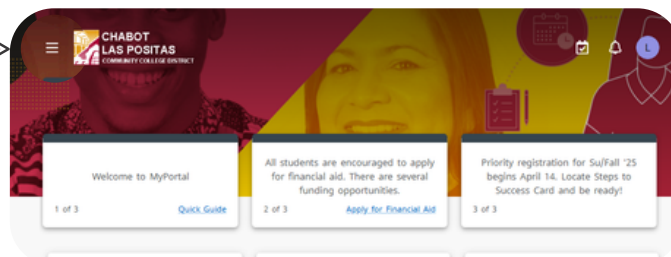 CHABOT
LAS POSITAS
COMMUNITY COLLEGE DISTRICT
L
Welcome to MyPortal
1 of 3
Quick Guide
All students are encouraged to apply
for financial aid. There are several
funding opportunities.
2 of 3
Apply for Financial Aid
Priority registration for Su/Fall '25
begins April 14. Locate Steps to
Success Card and be ready!
3 of 3